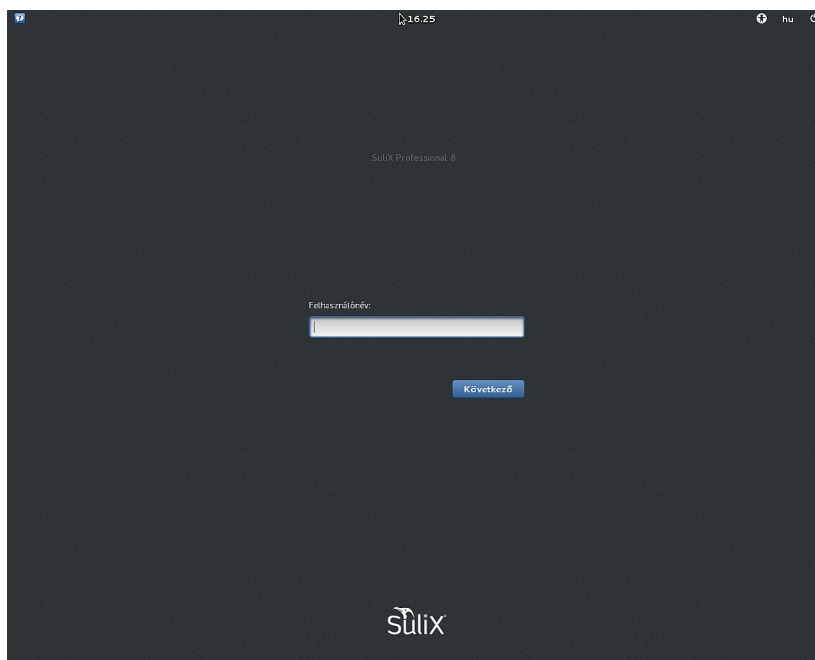 16.25
hu
SuliX Professional 8
Felhasználónév:
Következő
SuliX